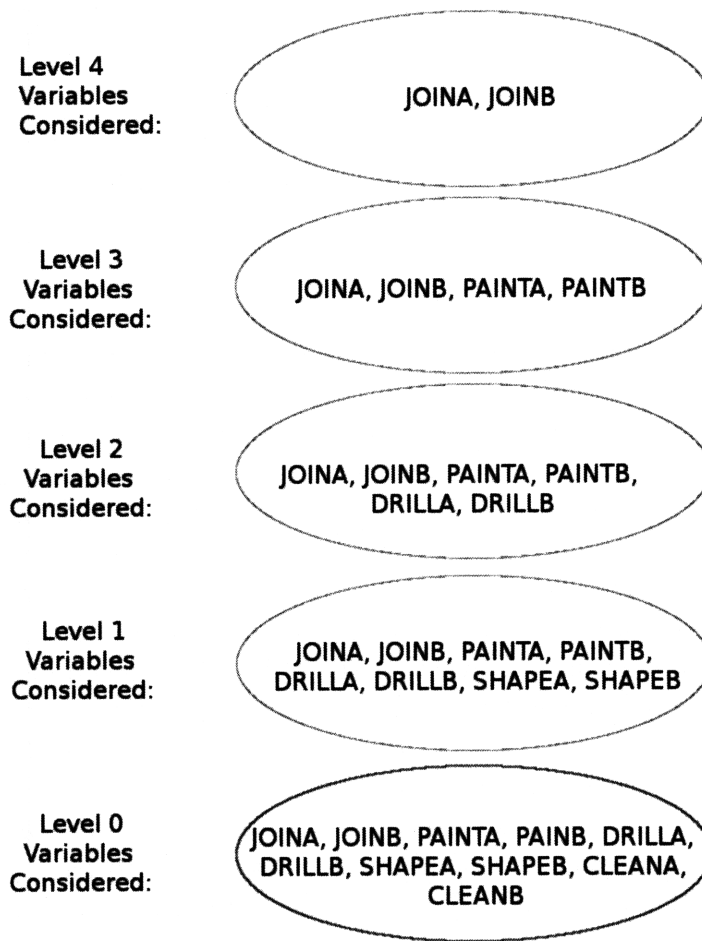 Level 4
Variables
Considered:
JOINA, JOINB
Level 3
Variables
Considered:
JOINA, JOINB, PAINTA, PAINTB
Level 2
Variables
Considered:
JOINA, JOINB, PAINTA, PAINTB,
DRILLA, DRILLB
Level 1
Variables
Considered:
JOINA, JOINB, PAINTA, PAINTB,
DRILLA, DRILLB, SHAPEA, SHAPEB
Level 0
Variables
Considered:
JOINA, JOINB, PAINTA, PAINB, DRILLA,
DRILLB, SHAPEA, SHAPEB, CLEANA,
CLEANB